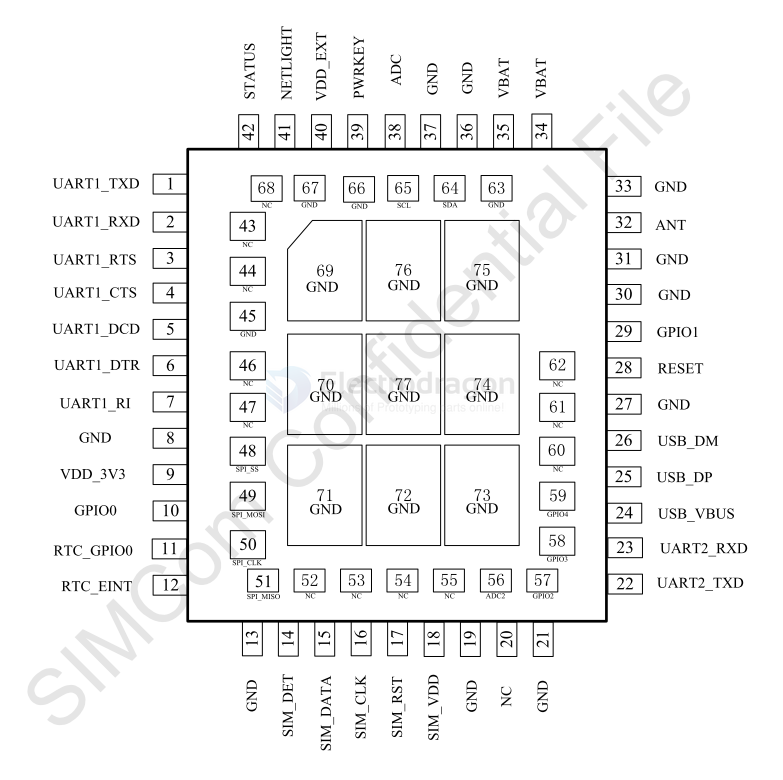 STATUS
NETLIGHT
VDD_EXT
PWRKEY
ADC
GND
GND
VBAT
VBAT
42
41
40
39
38
37
36
35
34
UART1_TXD 1
UART1_RXD 2
UART1_RTS 3
UART1_CTS 4
UART1_DCD 5
UART1_DTR 6
UART1_RI 7
GND 8
VDD_3V3 9
GPIO0 10
RTC_GPIO0 11
RTC_EINT 12
68
NC
67
GND
66
GND
65
SCL
64
SDA
63
GND
43
NC
44
NC
45
GND
46
NC
47
NC
48
SPI_SS
49
SPI_MOSI
50
SPI_CLK
51
SPI_MISO
52
NC
53
NC
54
NC
55
NC
56
ADC2
57
GPIO2
69
GND
76
GND
75
GND
70
GND
77
GND
74
GND
71
GND
72
GND
73
GND
62
NC
61
NC
60
NC
59
GPIO4
58
GPIO3
33 GND
32 ANT
31 GND
30 GND
29 GPIO1
28 RESET
27 GND
26 USB_DM
25 USB_DP
24 USB_VBUS
23 UART2_RXD
22 UART2_TXD
13
14
15
16
17
18
19
20
21
GND
SIM_DET
SIM_DATA
SIM_CLK
SIM_RST
SIM_VDD
GND
NC
GND
SIMCom Confidential File
Electrodragon
of Prototyping parts online!